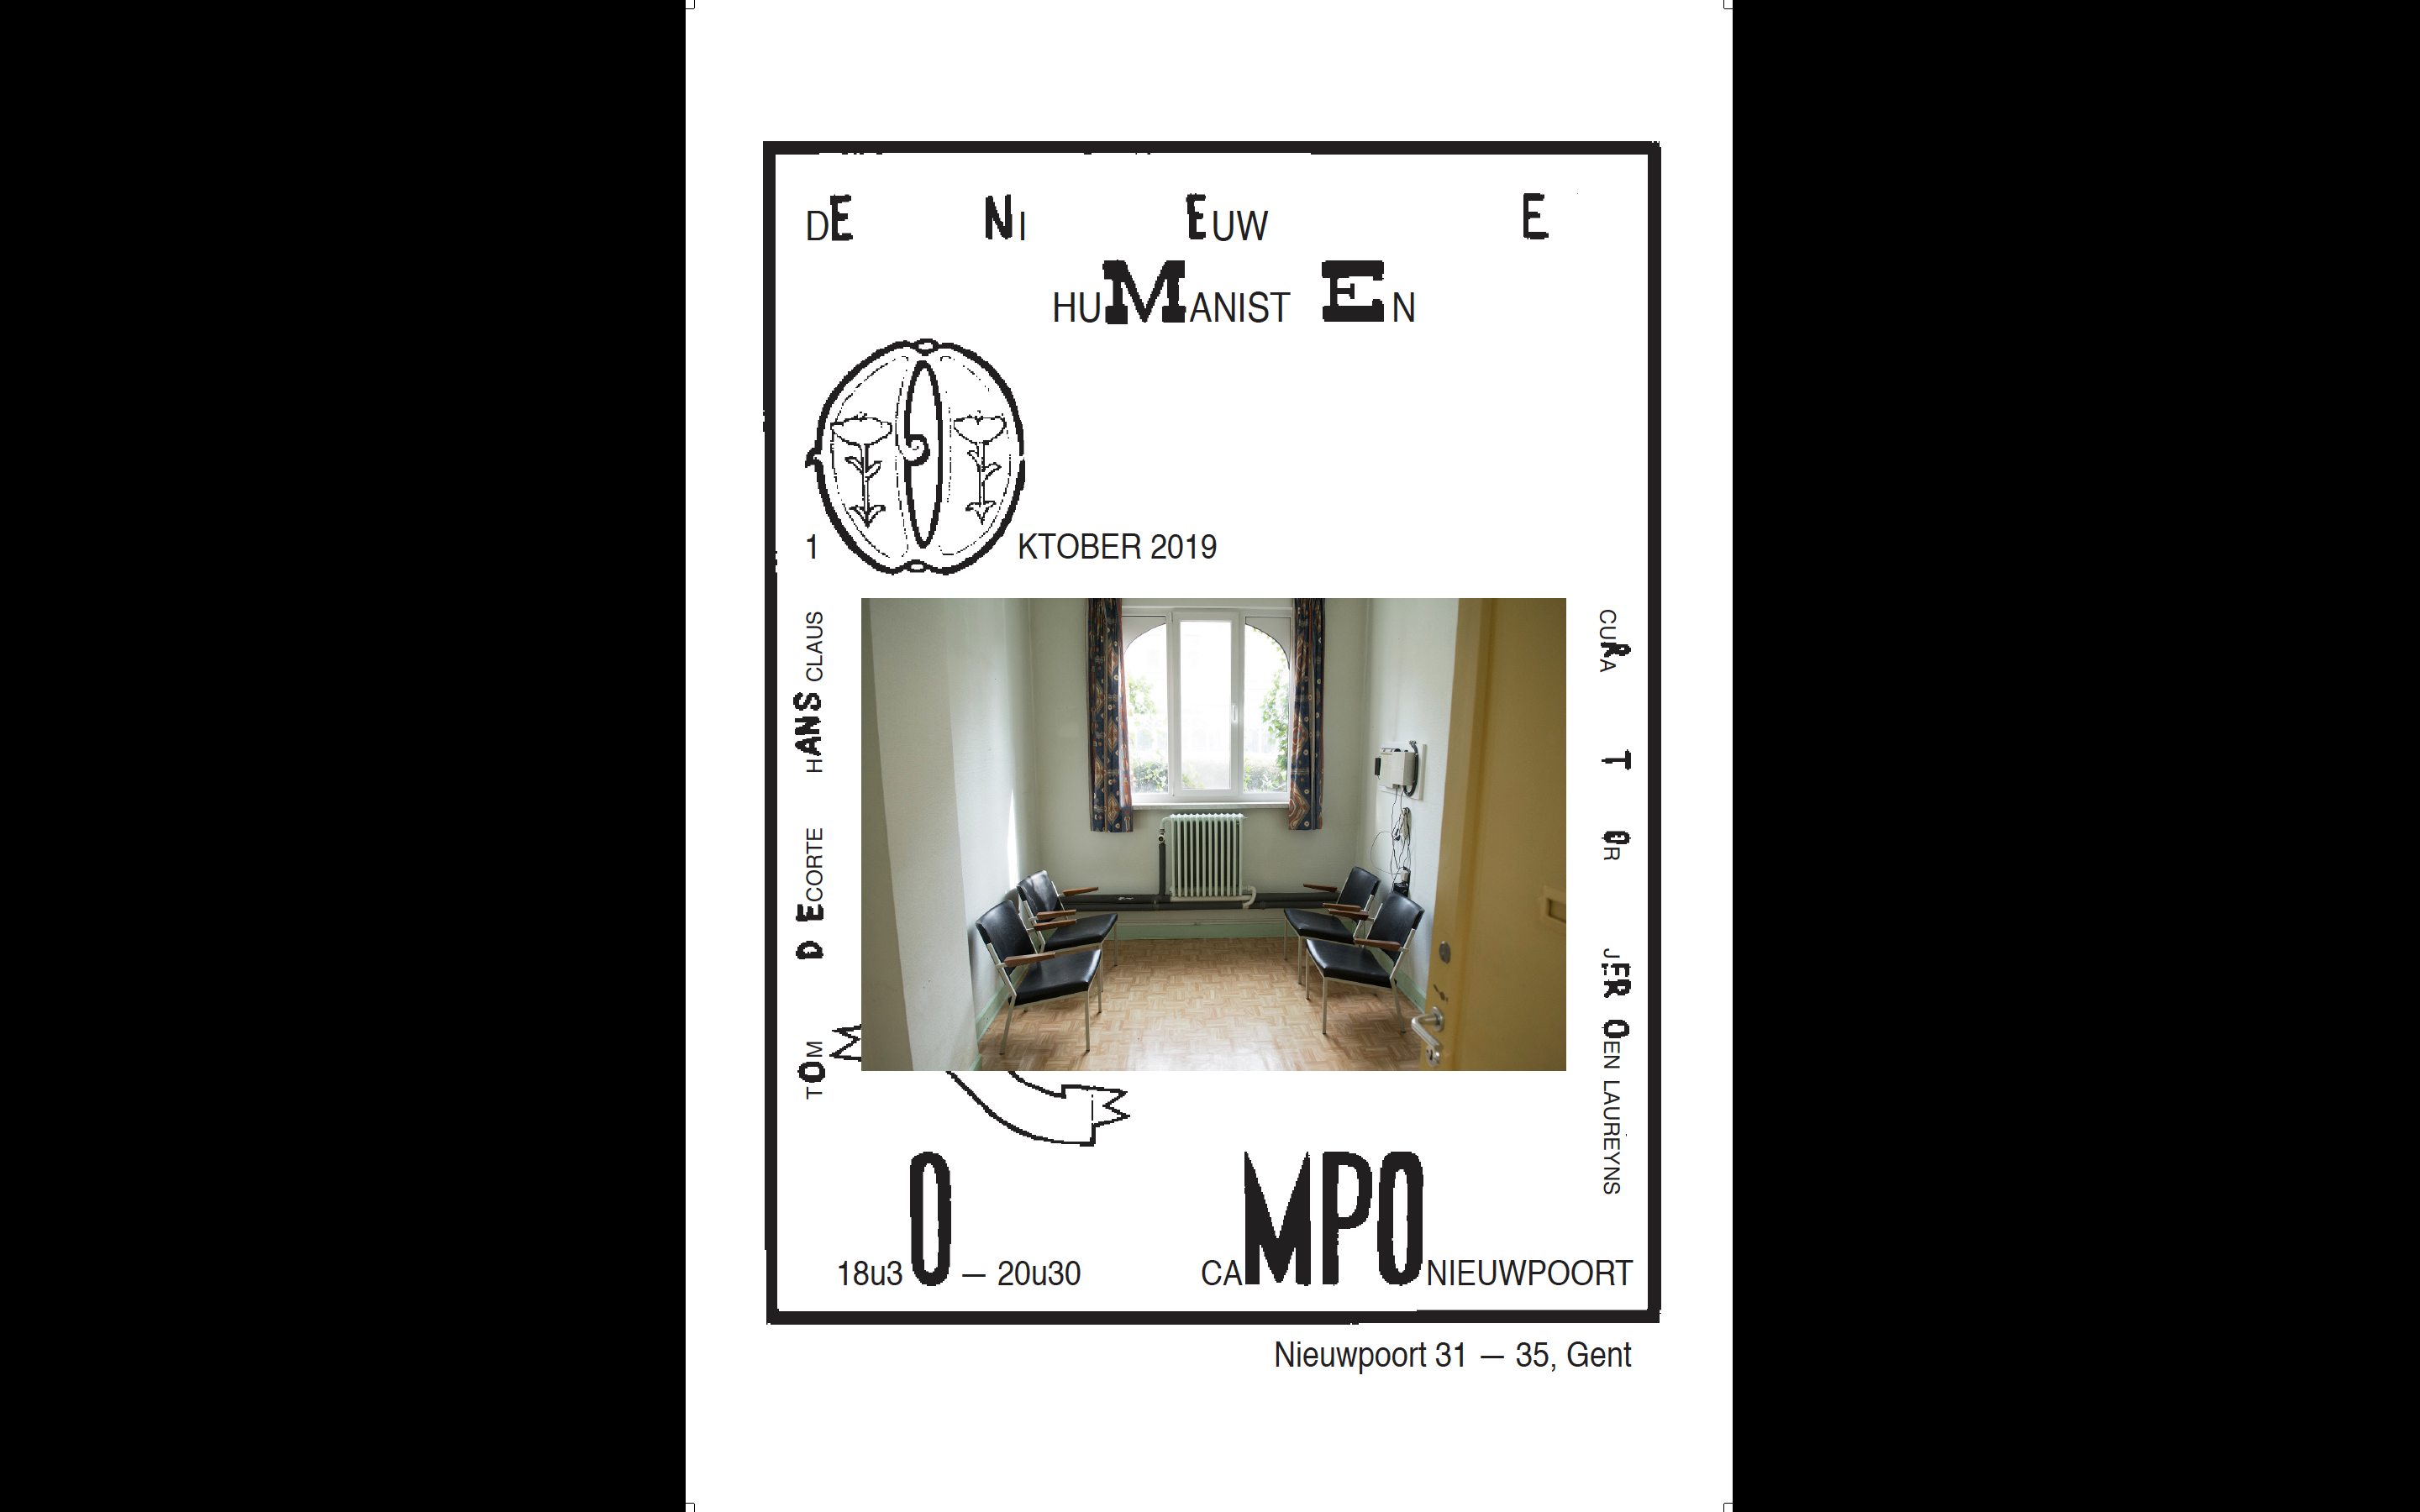 DE NIEUWE
HUMANISTEN
1 OKTOBER 2019
TOM DECORTE HANS CLAUS
CURATOR JEROEN LAUREYNS
18u30 — 20u30
CAMPO NIEUWPOORT
Nieuwpoort 31 — 35, Gent